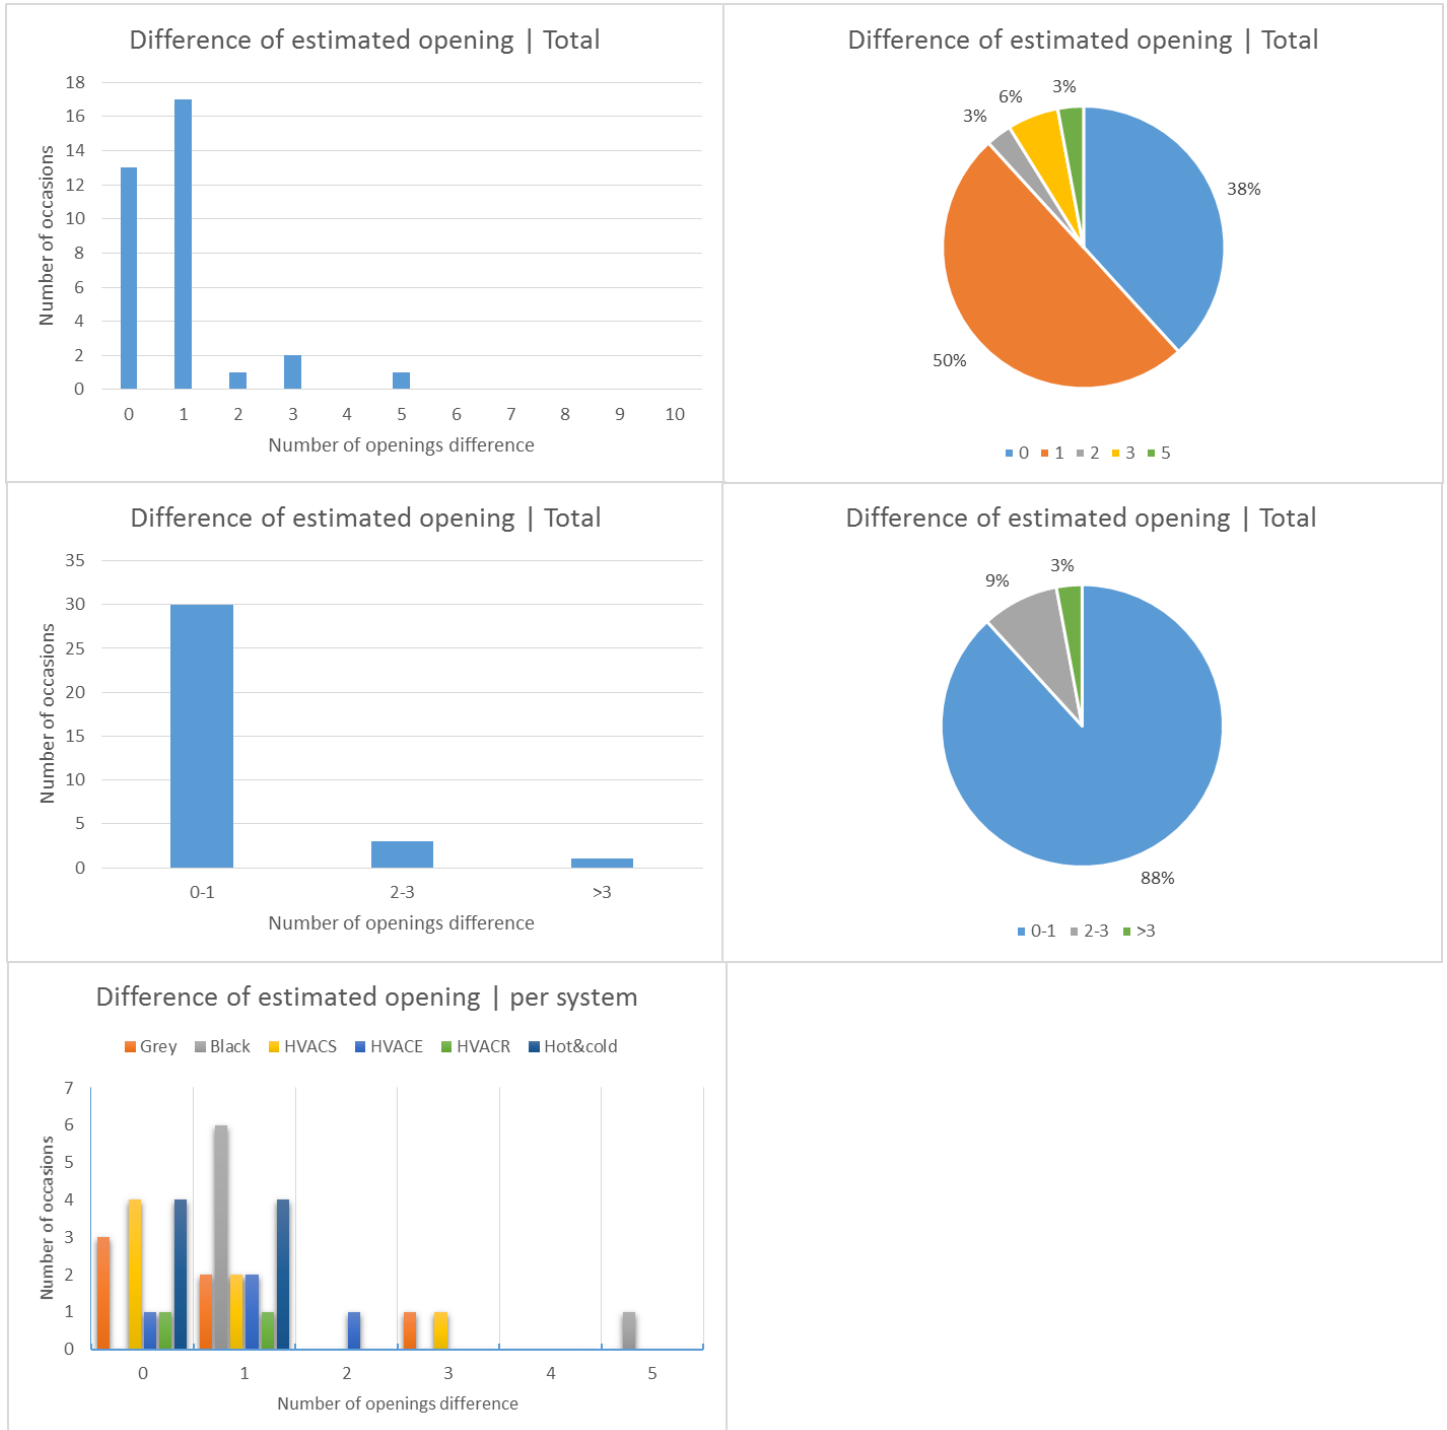 Difference of estimated opening | Total
18
16
14
12
10
8
6
4
2
0
Number of occasions
0 1 2 3 4 5 6 7 8 9 10
Number of openings difference
Difference of estimated opening | Total
3%
6%
3%
38%
50%
0 1 2 3 5
Difference of estimated opening | Total
35
30
25
20
15
10
5
0
Number of occasions
0-1 2-3 >3
Number of openings difference
Difference of estimated opening | Total
3%
9%
88%
0-1 2-3 >3
Difference of estimated opening | per system
Grey Black HVACS HVACE HVACR Hot&cold
7
6
5
4
3
2
1
0
Number of occasions
0 1 2 3 4 5
Number of openings difference